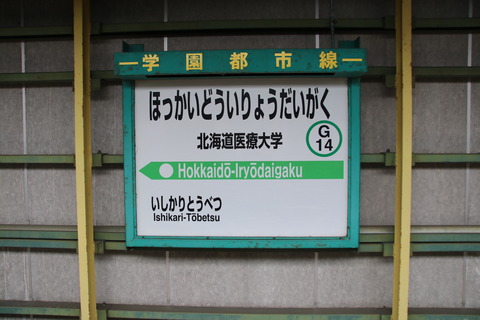 学園都市線
ほっかいどういりょうだいがく
北海道医療大学
G
14
Hokkaidō-Iryōdaigaku
いしかりとうべつ
Ishikari-Tōbetsu